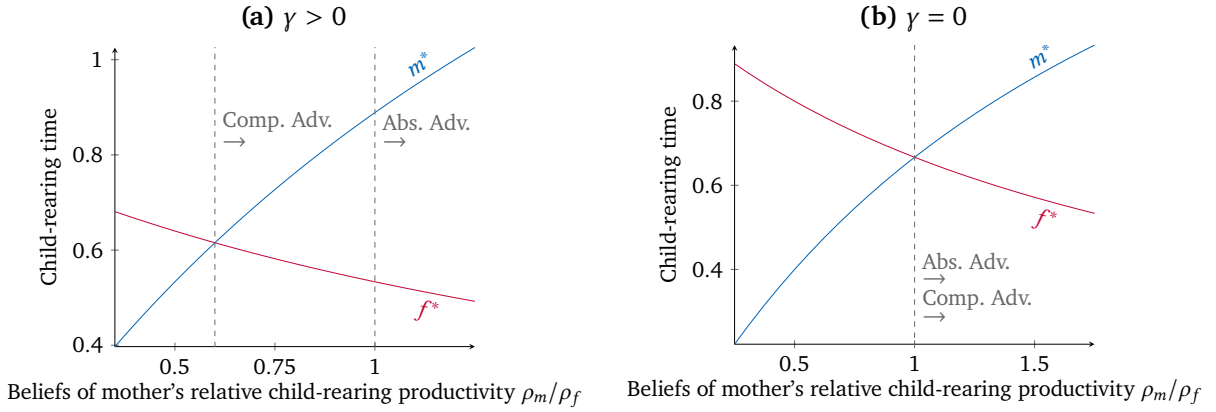 (a) γ > 0
1
0.8
0.6
0.4
Child-rearing time
m*
Comp. Adv.
→
Abs. Adv.
→
f*
0.5
0.75
1
Beliefs of mother's relative child-rearing productivity ρm/ρf
(b) γ = 0
0.8
0.6
0.4
Child-rearing time
m*
f*
Abs. Adv.
→
Comp. Adv.
→
0.5
1
1.5
Beliefs of mother's relative child-rearing productivity ρm/ρf